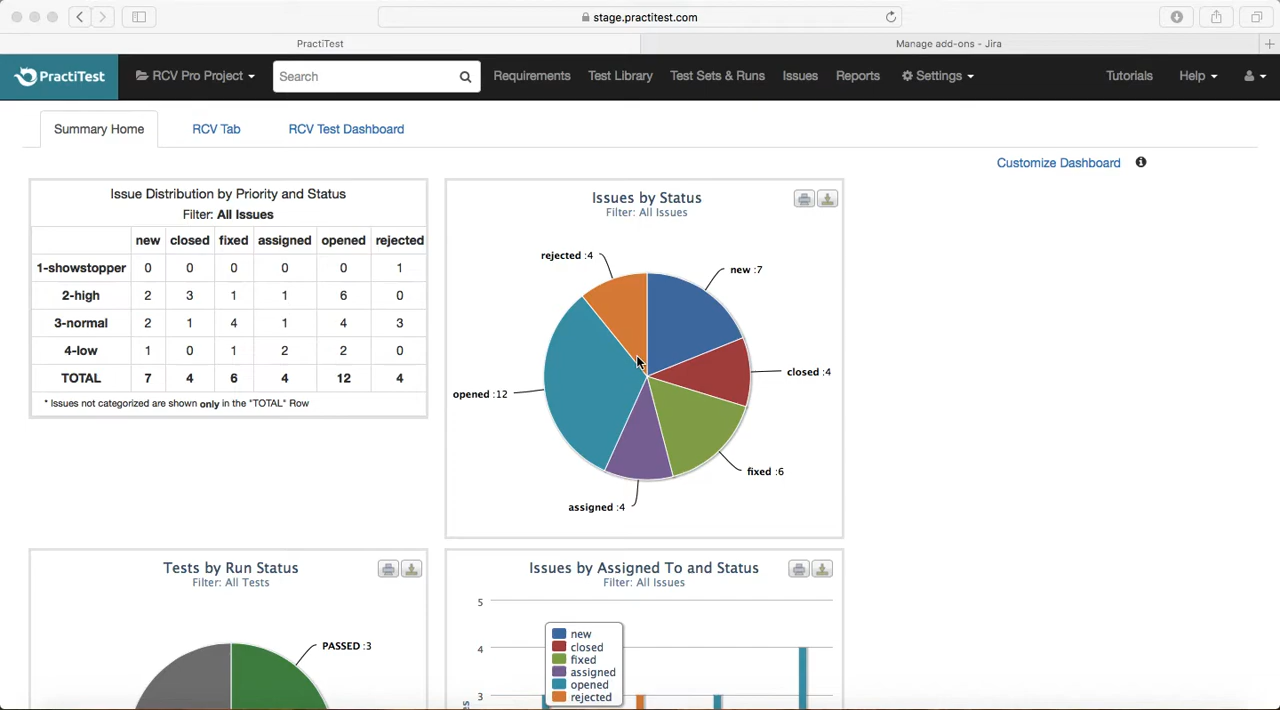 stage.practitest.com
PractiTest
Manage add-ons - Jira
PractiTest
RCV Pro Project
Search
Requirements
Test Library
Test Sets & Runs
Issues
Reports
Settings
Tutorials
Help
Summary Home
RCV Tab
RCV Test Dashboard
Customize Dashboard
Issue Distribution by Priority and Status
Filter: All Issues
new closed fixed assigned opened rejected
1-showstopper 0 0 0 0 0 1
2-high 2 3 1 1 6 0
3-normal 2 1 4 1 4 3
4-low 1 0 1 2 2 0
TOTAL 7 4 6 4 12 4
* Issues not categorized are shown only in the "TOTAL" Row
Issues by Status
Filter: All Issues
rejected :4
new :7
closed :4
opened :12
fixed :6
assigned :4
Tests by Run Status
Filter: All Tests
PASSED :3
Issues by Assigned To and Status
Filter: All Issues
5
4
3
new
closed
fixed
assigned
opened
rejected